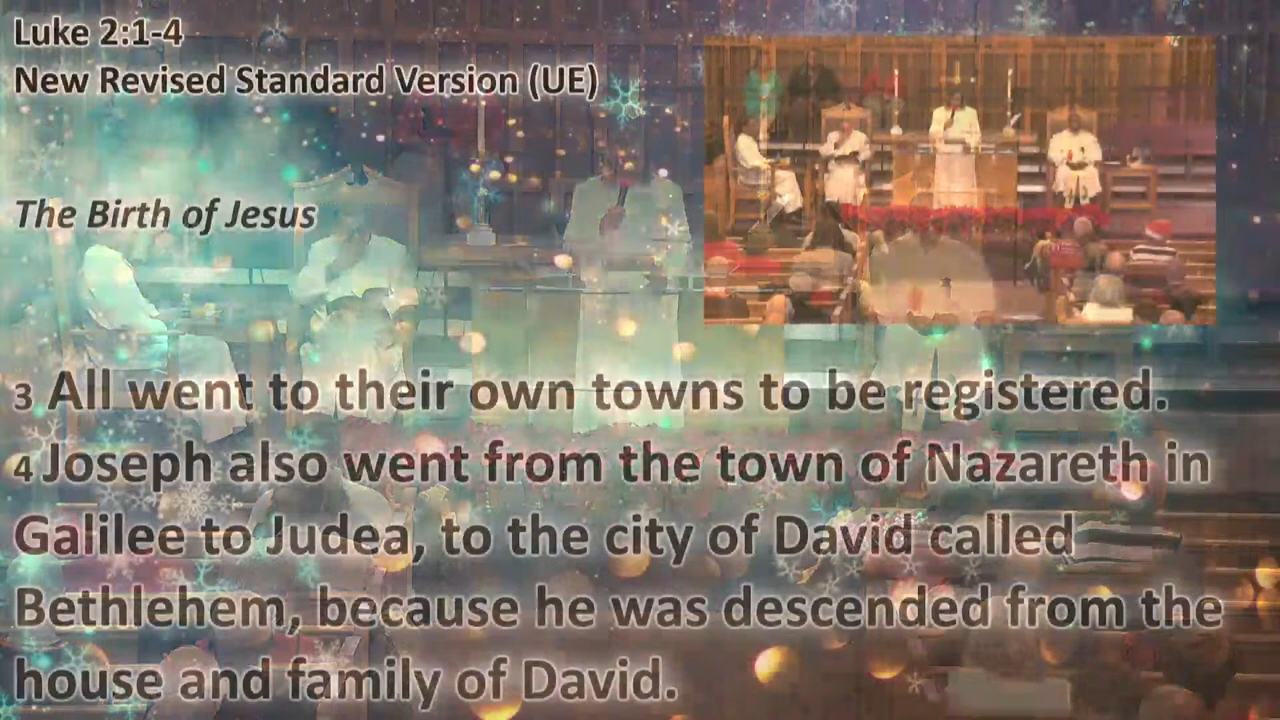 Luke 2:1-4
New Revised Standard Version (UE)
The Birth of Jesus
3 All went to their own towns to be registered.
4 Joseph also went from the town of Nazareth in
Galilee to Judea, to the city of David called
Bethlehem, because he was descended from the
house and family of David.